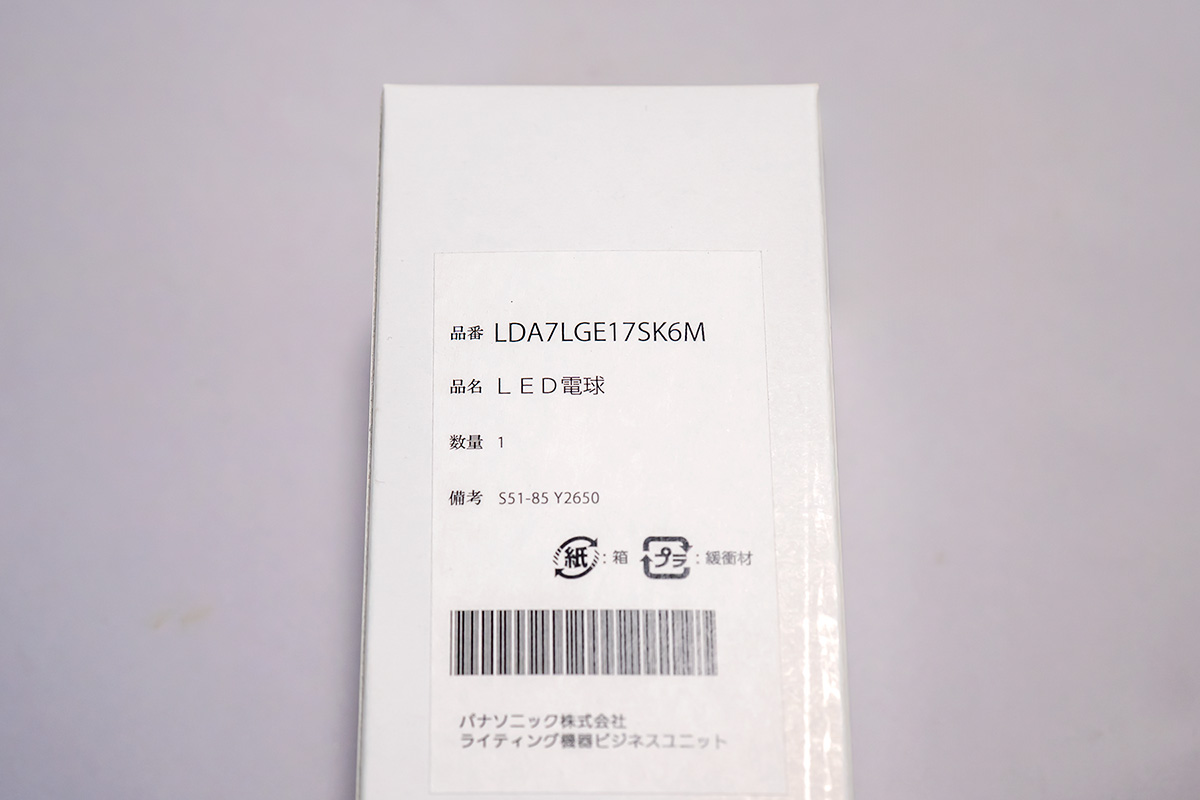 品番 LDA7LGE17SK6M
品名 ＬＥＤ電球
数量 1
備考 S51-85 Y2650
紙 : 箱 プラ : 緩衝材
パナソニック株式会社
ライティング機器ビジネスユニット